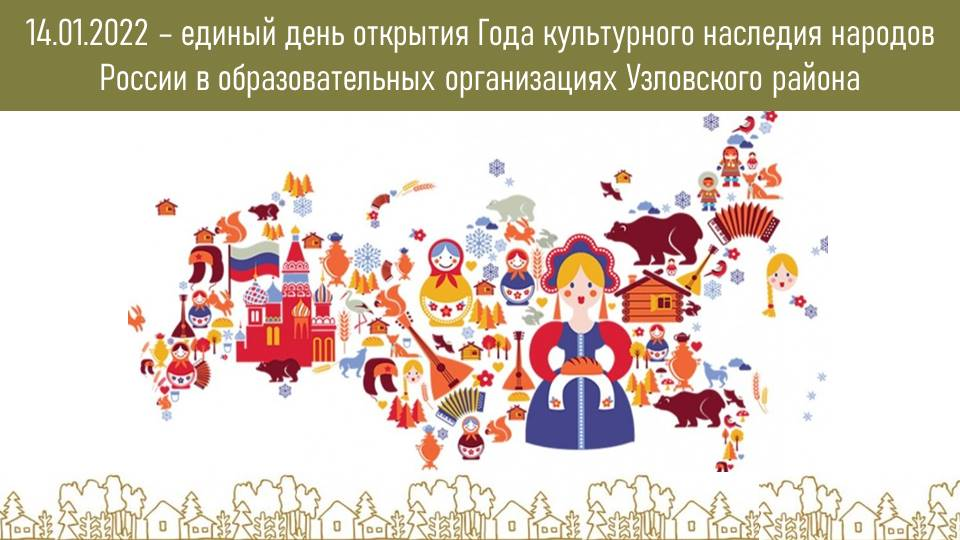 14.01.2022 – единый день открытия Года культурного наследия народов
России в образовательных организациях Узловского района